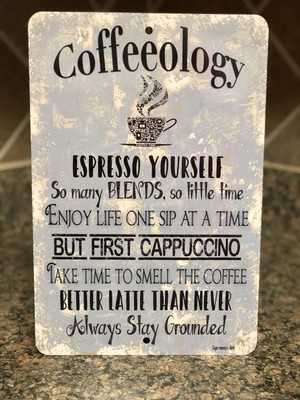 Coffeeology
ESPRESSO YOURSELF
So many BLENDS, so little time
ENJOY LIFE ONE SIP AT A TIME
BUT FIRST CAPPUCCINO
TAKE TIME TO SMELL THE COFFEE
BETTER LATTE THAN NEVER
Always Stay Grounded